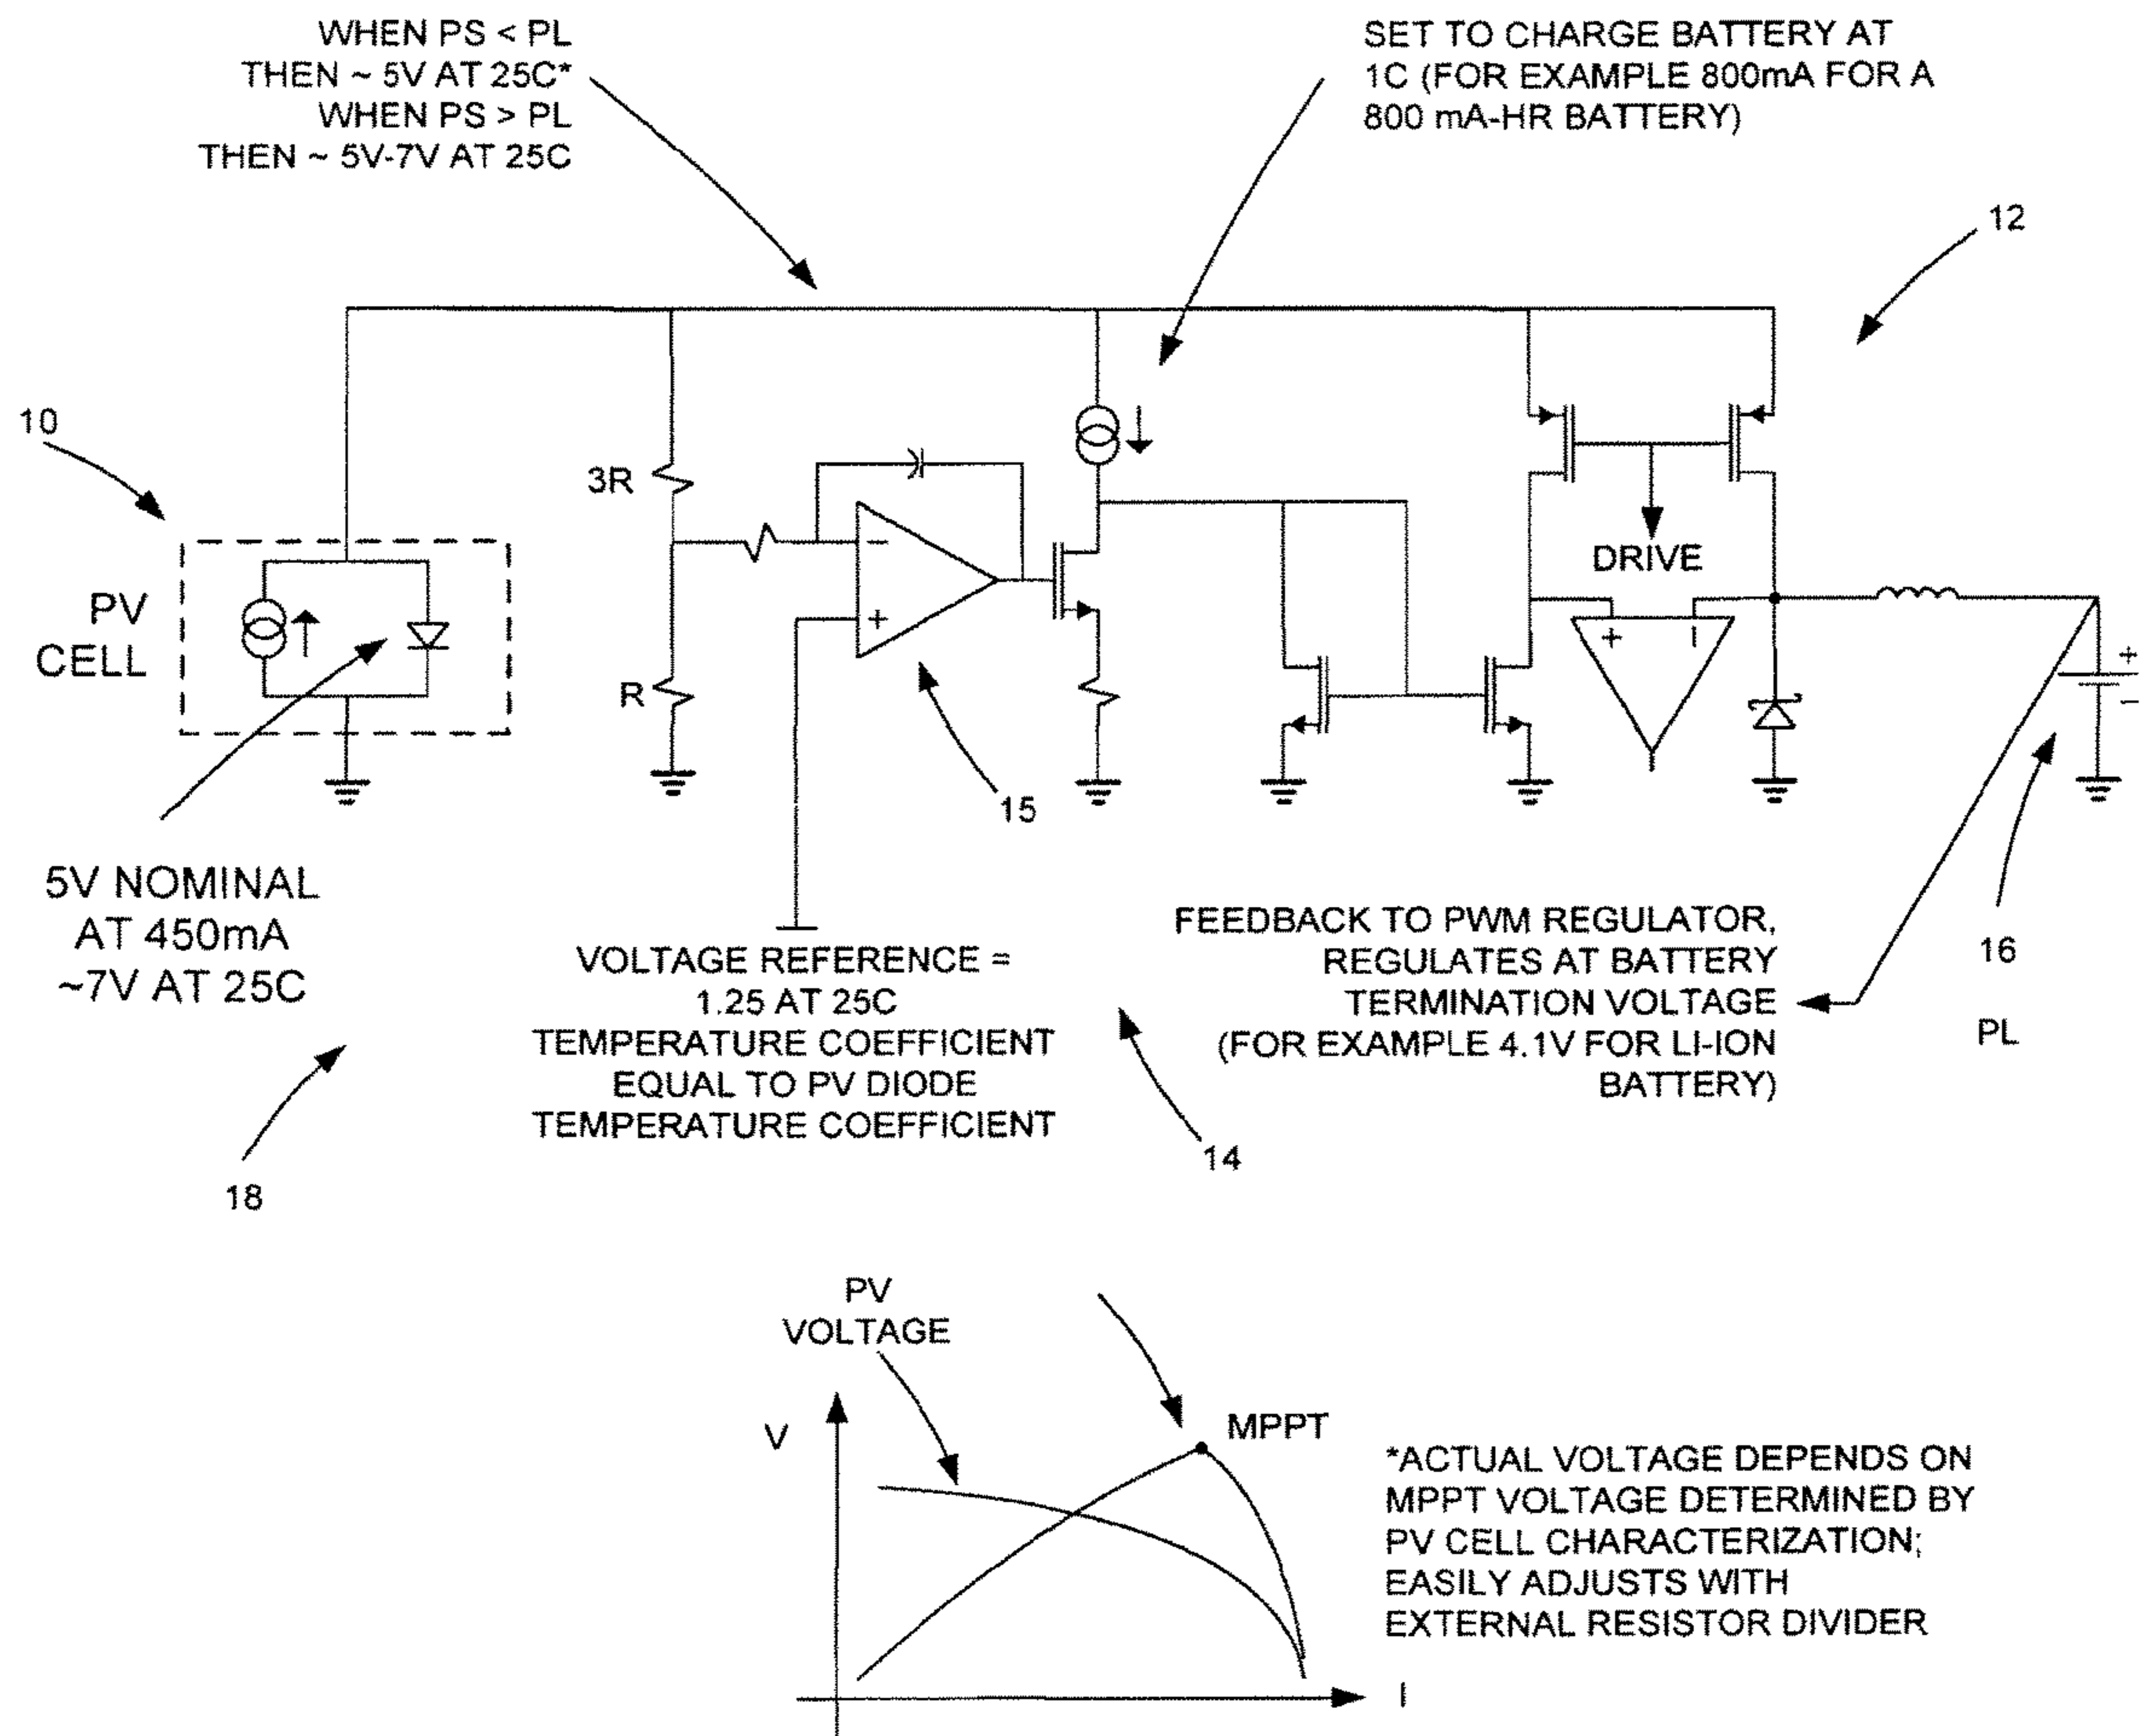 WHEN PS < PL
THEN ~ 5V AT 25C*
WHEN PS > PL
THEN ~ 5V-7V AT 25C
SET TO CHARGE BATTERY AT
1C (FOR EXAMPLE 800mA FOR A
800 mA-HR BATTERY)
12
10
3R
DRIVE
PV
CELL
R
−
+
+
−
+
−
15
5V NOMINAL
AT 450mA
~7V AT 25C
18
VOLTAGE REFERENCE =
1.25 AT 25C
TEMPERATURE COEFFICIENT
EQUAL TO PV DIODE
TEMPERATURE COEFFICIENT
14
FEEDBACK TO PWM REGULATOR,
REGULATES AT BATTERY
TERMINATION VOLTAGE
(FOR EXAMPLE 4.1V FOR LI-ION
BATTERY)
16
PL
PV
VOLTAGE
V
MPPT
I
*ACTUAL VOLTAGE DEPENDS ON
MPPT VOLTAGE DETERMINED BY
PV CELL CHARACTERIZATION;
EASILY ADJUSTS WITH
EXTERNAL RESISTOR DIVIDER